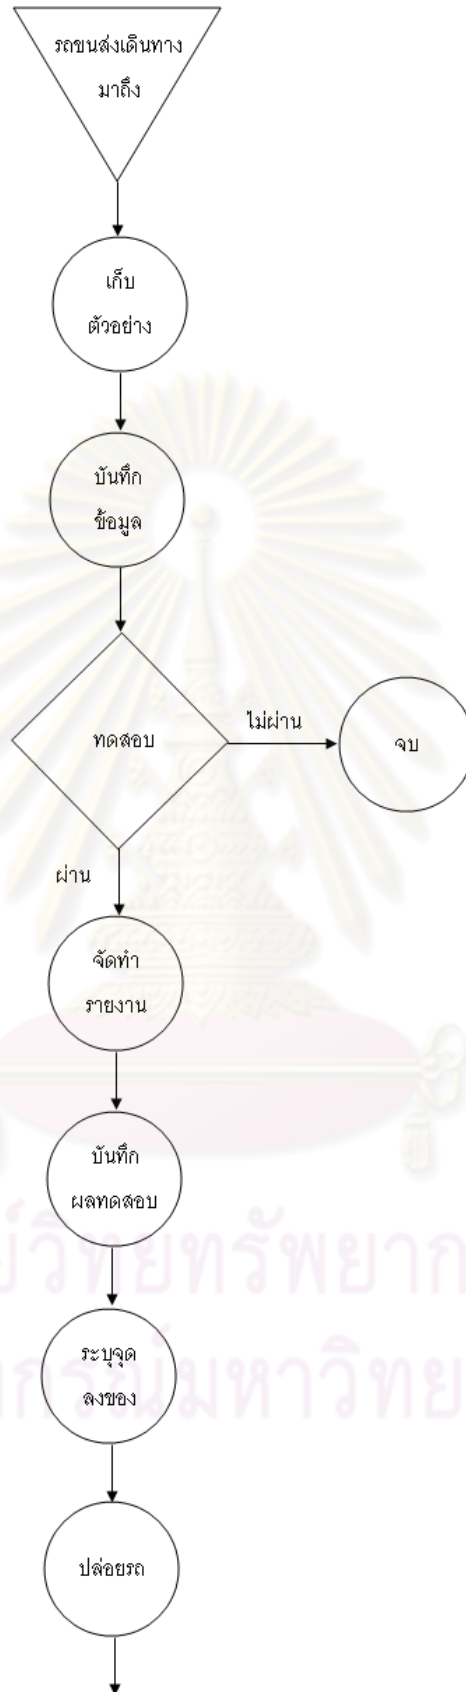 รถขนส่งเดินทาง
มาถึง
เก็บ
ตัวอย่าง
บันทึก
ข้อมูล
ทดสอบ
ไม่ผ่าน
จบ
ผ่าน
จัดทำ
รายงาน
บันทึก
ผลทดสอบ
ระบุจุด
ลงของ
ปล่อยรถ